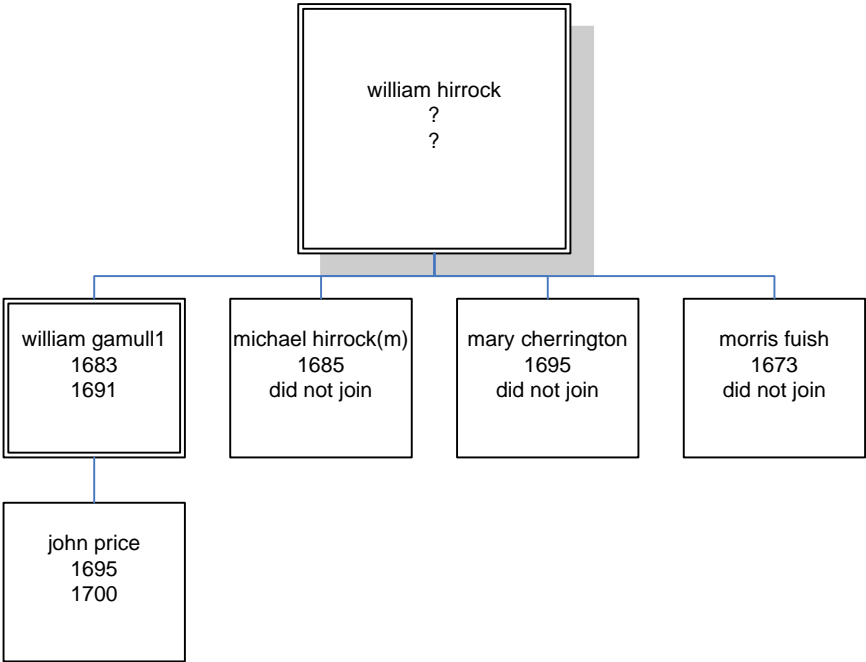 william hirrock
?
?
william gamull1
1683
1691
michael hirrock(m)
1685
did not join
mary cherrington
1695
did not join
morris fuish
1673
did not join
john price
1695
1700